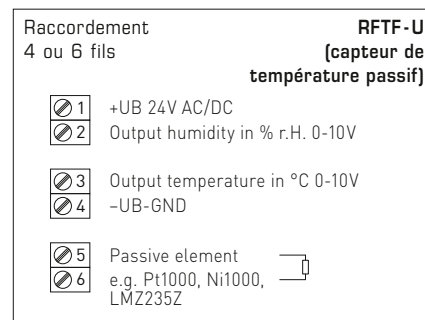 Raccordement RFTF-U
4 ou 6 fils (capteur de
température passif)
1 +UB 24V AC/DC
2 Output humidity in % r.H. 0-10V
3 Output temperature in °C 0-10V
4 –UB-GND
5 Passive element
6 e.g. Pt1000, Ni1000,
LMZ235Z